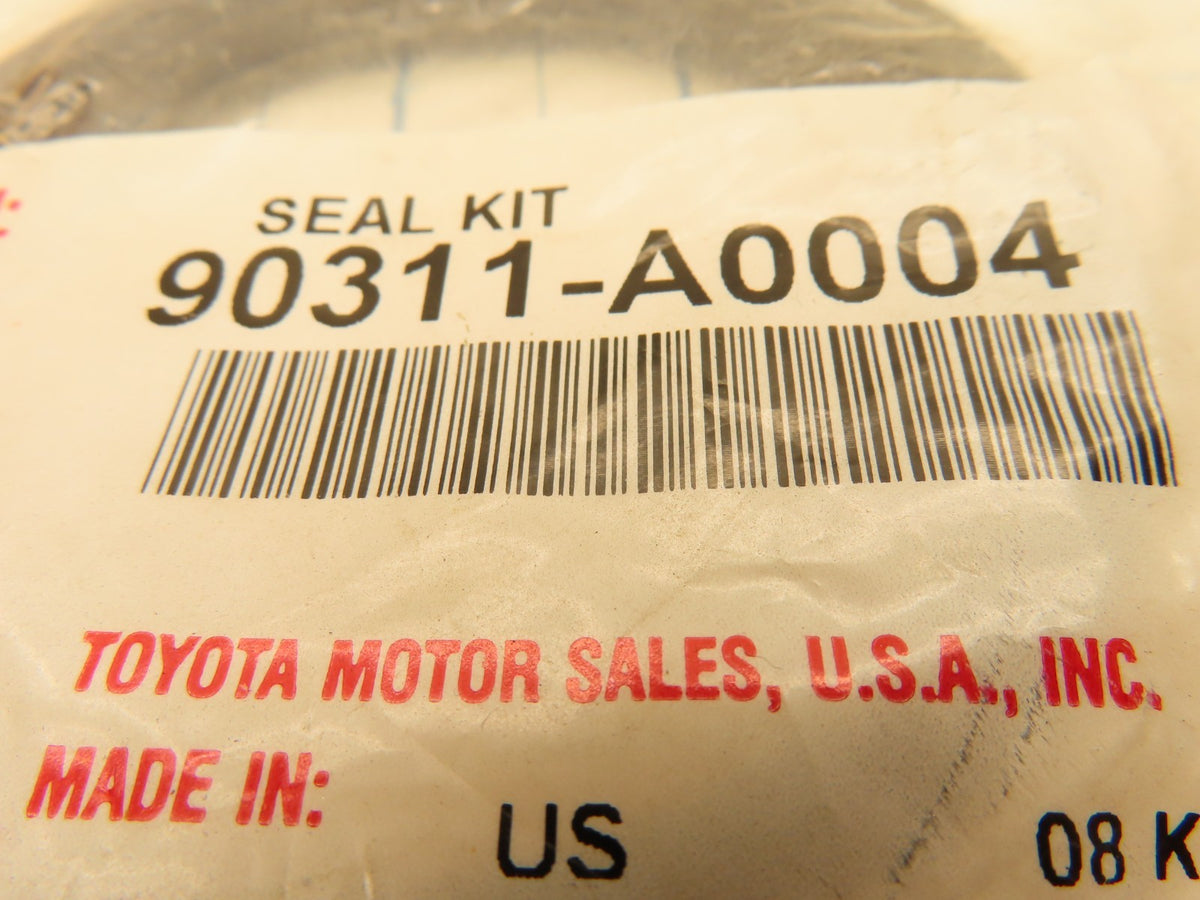 SEAL KIT
90311-A0004
TOYOTA MOTOR SALES, U.S.A., INC.
MADE IN:
US
08 K